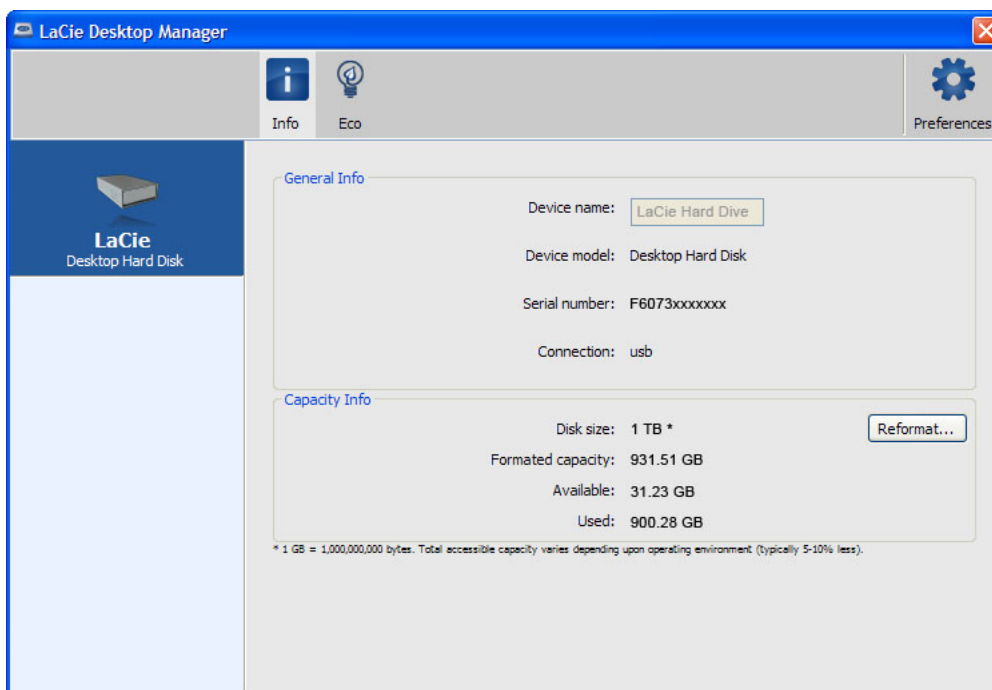 LaCie Desktop Manager
Info
Eco
Preferences
LaCie
Desktop Hard Disk
General Info
Device name: LaCie Hard Dive
Device model: Desktop Hard Disk
Serial number: F6073xxxxxxx
Connection: usb
Capacity Info
Disk size: 1 TB *
Reformat...
Formated capacity: 931.51 GB
Available: 31.23 GB
Used: 900.28 GB
* 1 GB = 1,000,000,000 bytes. Total accessible capacity varies depending upon operating environment (typically 5-10% less).